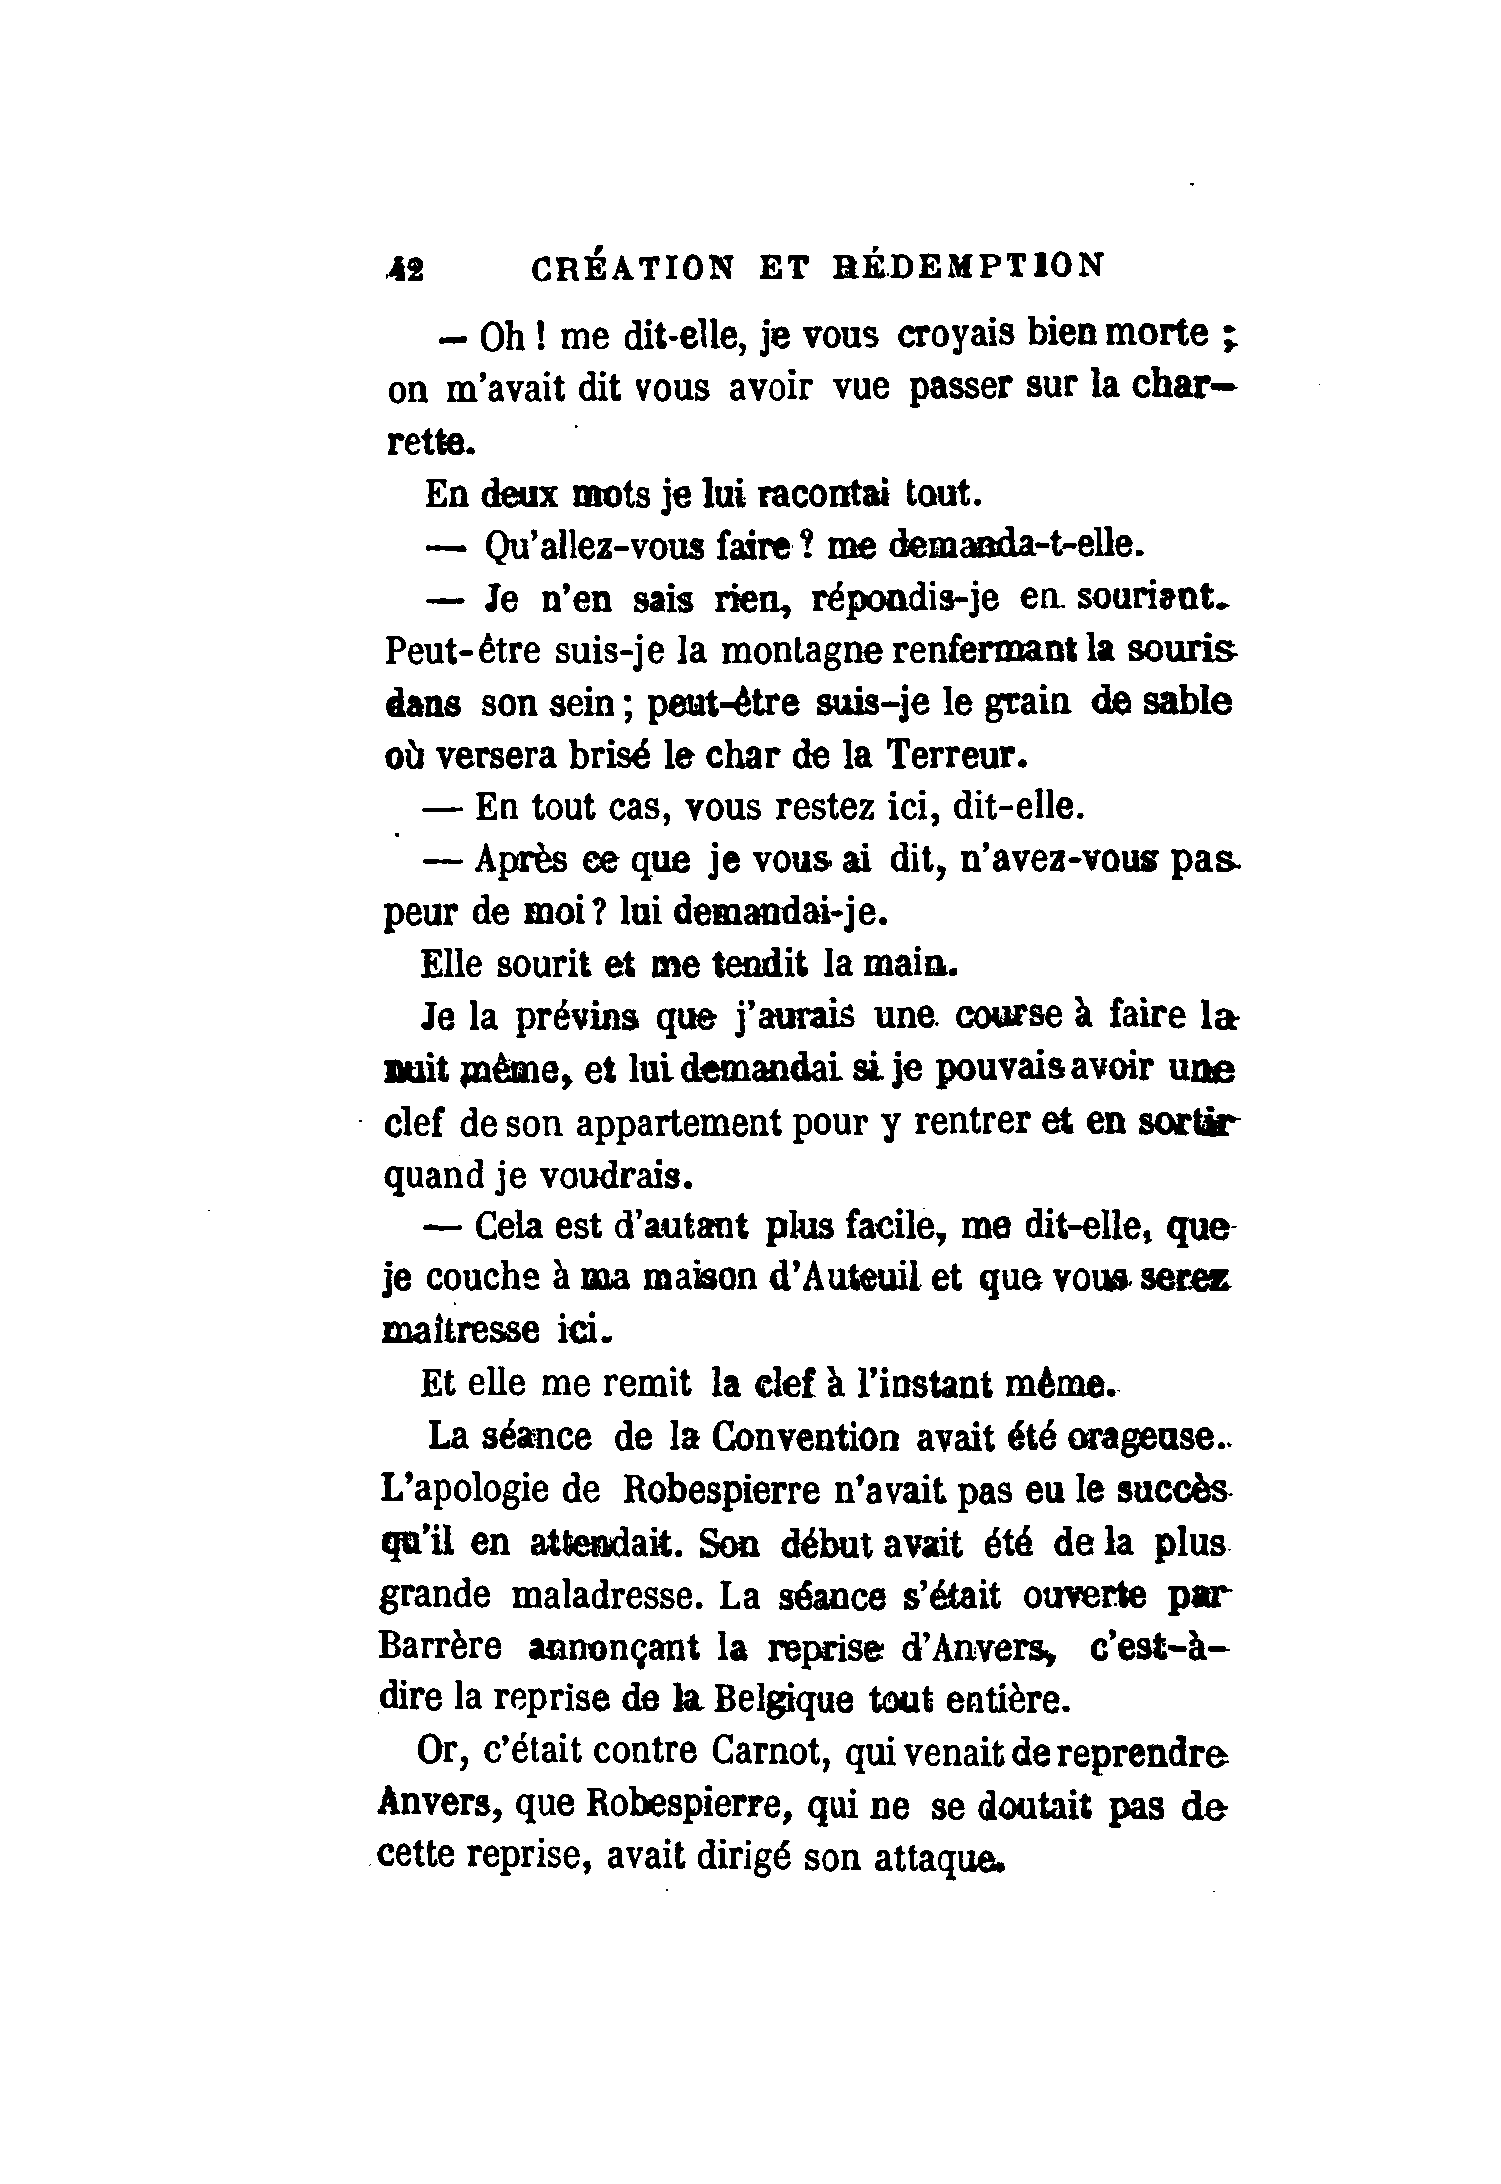 42 CRÉATION ET RÉDEMPTION
— Oh ! me dit-elle, je vous croyais bien morte ;
on m'avait dit vous avoir vue passer sur la char-
rette.
En deux mots je lui racontai tout.
— Qu'allez-vous faire ? me demanda-t-elle.
— Je n'en sais rien, répondis-je en souriant.
Peut-être suis-je la montagne renfermant la souris
dans son sein ; peut-être suis-je le grain de sable
où versera brisé le char de la Terreur.
— En tout cas, vous restez ici, dit-elle.
— Après ce que je vous ai dit, n'avez-vous pas
peur de moi ? lui demandai-je.
Elle sourit et me tendit la main.
Je la prévins que j'aurais une course à faire la
nuit même, et lui demandai si je pouvais avoir une
clef de son appartement pour y rentrer et en sortir
quand je voudrais.
— Cela est d'autant plus facile, me dit-elle, que
je couche à ma maison d'Auteuil et que vous serez
maîtresse ici.
Et elle me remit la clef à l'instant même.
La séance de la Convention avait été orageuse.
L'apologie de Robespierre n'avait pas eu le succès
qu'il en attendait. Son début avait été de la plus
grande maladresse. La séance s'était ouverte par
Barrère annonçant la reprise d'Anvers, c'est-à-
dire la reprise de la Belgique tout entière.
Or, c'était contre Carnot, qui venait de reprendre
Anvers, que Robespierre, qui ne se doutait pas de
cette reprise, avait dirigé son attaque.